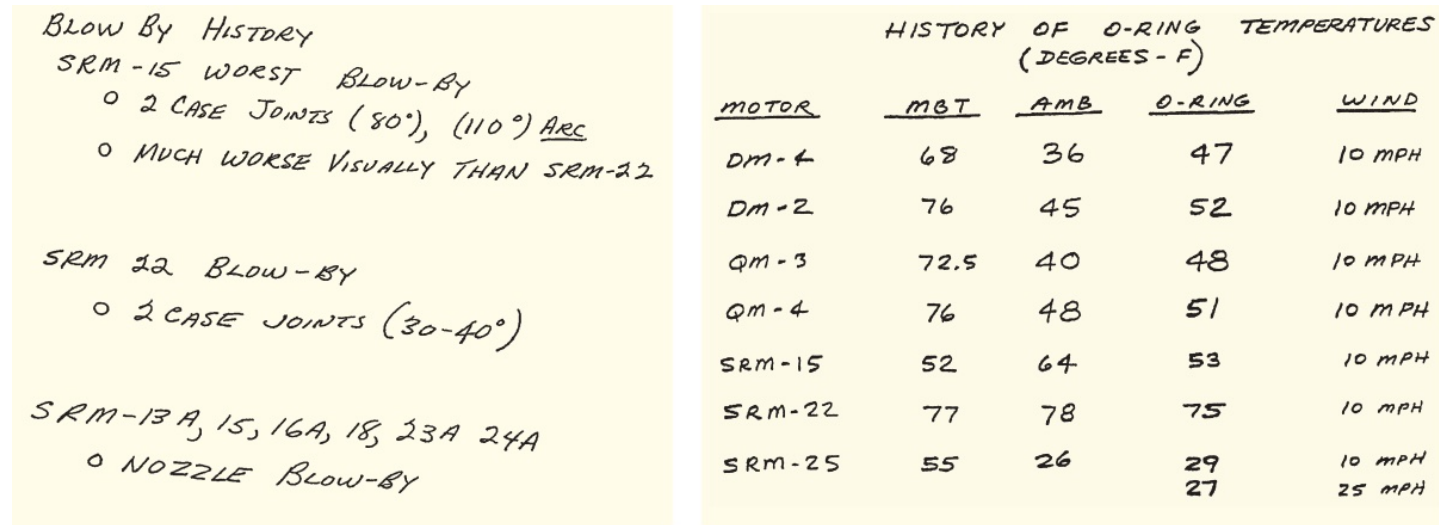 BLOW BY HISTORY
SRM-15 WORST BLOW-BY
o 2 CASE JOINTS (80°), (110°) ARC
o MUCH WORSE VISUALLY THAN SRM-22
SRM 22 BLOW-BY
o 2 CASE JOINTS (30-40°)
SRM-13A, 15, 16A, 18, 23A 24A
o NOZZLE BLOW-BY
HISTORY OF O-RING TEMPERATURES
(DEGREES-F)
MOTOR MBT AMB O-RING WIND
DM-4 68 36 47 10 MPH
DM-2 76 45 52 10 MPH
QM-3 72.5 40 48 10 MPH
QM-4 76 48 51 10 MPH
SRM-15 52 64 53 10 MPH
SRM-22 77 78 75 10 MPH
SRM-25 55 26 29 10 MPH
27 25 MPH